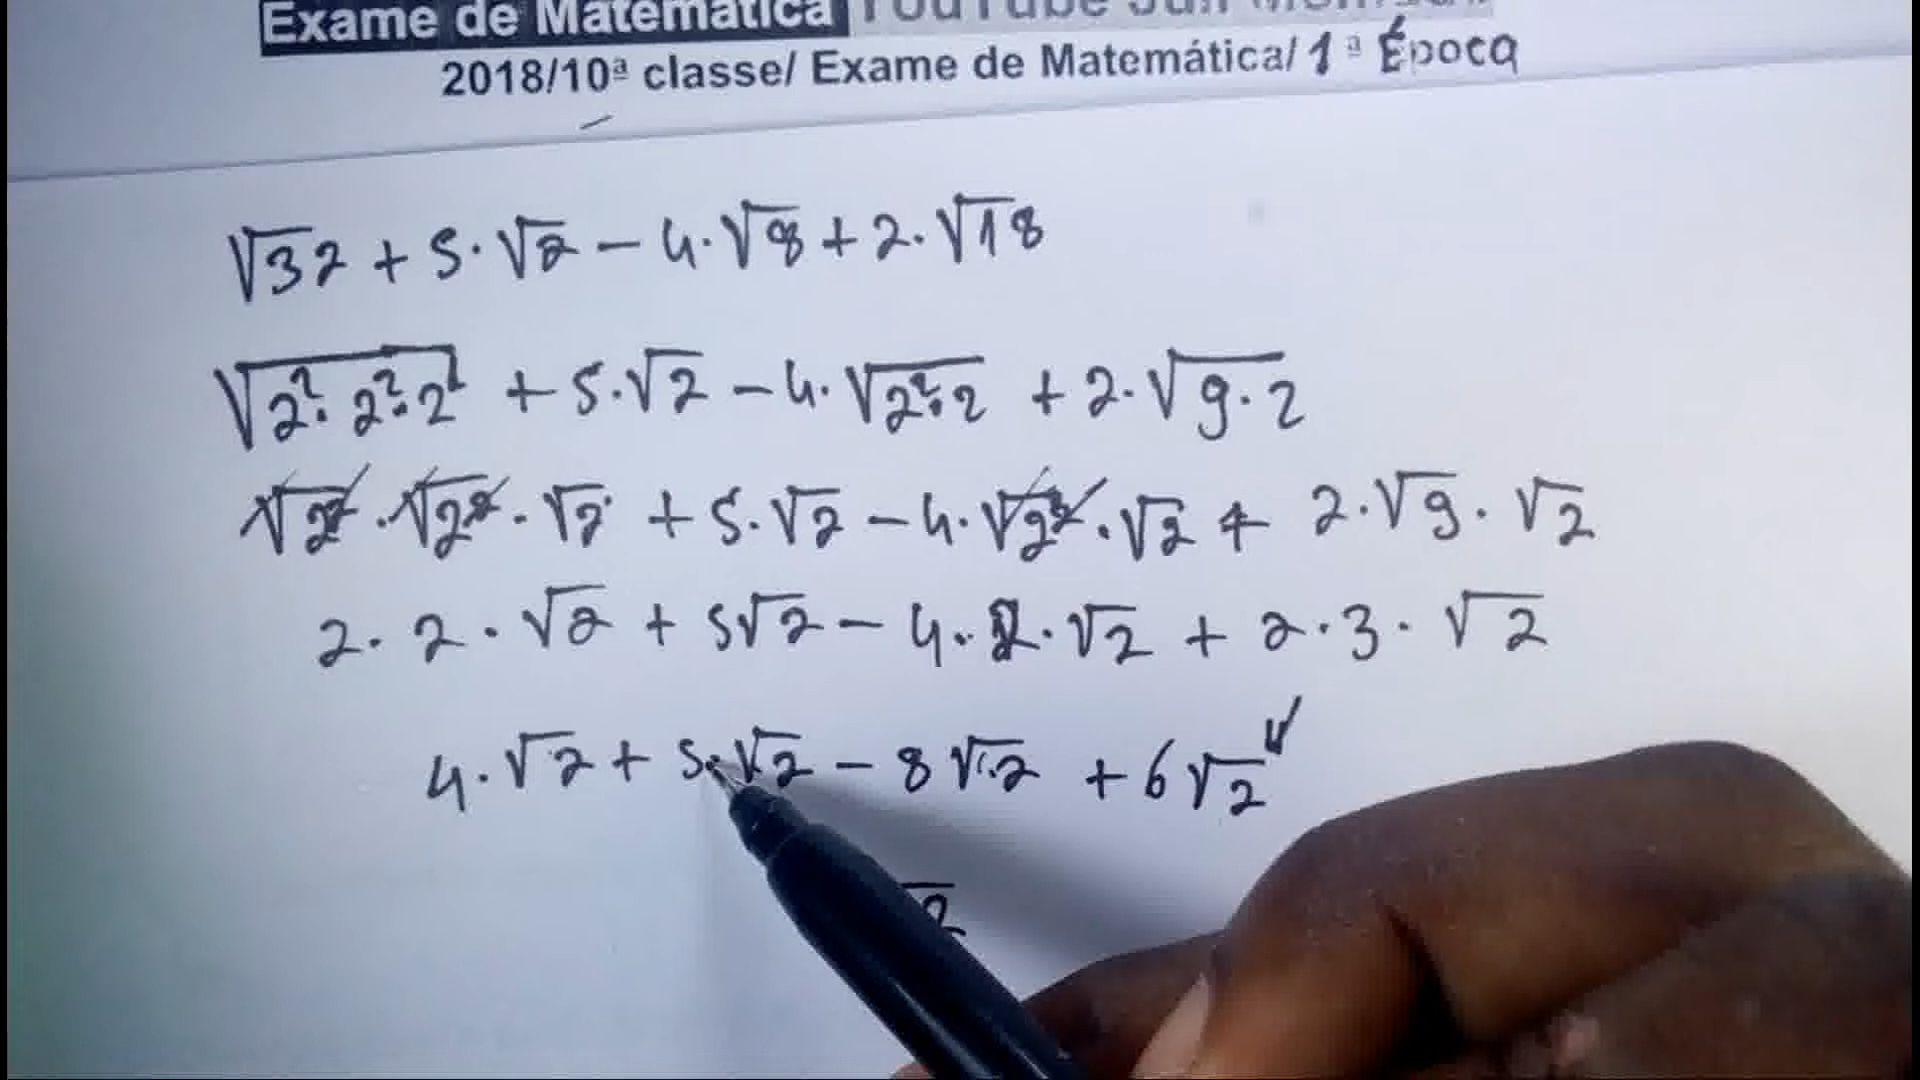 Exame de Matemática YouTube
2018/10ª classe/ Exame de Matemática/ 1ª Época
√32 + 5·√2 − 4·√8 + 2·√18
√2²·2²·2¹ + 5·√2 − 4·√2²·2 + 2·√9·2
√2²·√2²·√2 + 5·√2 − 4·√2²·√2 + 2·√9·√2
2·2·√2 + 5√2 − 4·2·√2 + 2·3·√2
4·√2 + 5·√2 − 8√2 + 6√2
√2